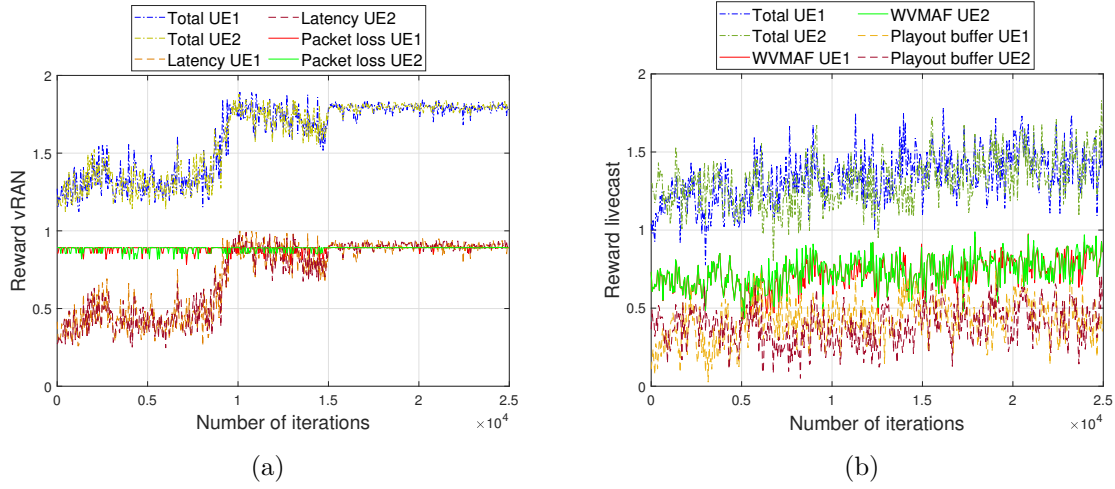 Total UE1
Total UE2
Latency UE1
Latency UE2
Packet loss UE1
Packet loss UE2
Reward vRAN
2
1.5
1
0.5
0
0 0.5 1 1.5 2 2.5
Number of iterations
×10^4
(a)
Total UE1
Total UE2
WVMAF UE1
WVMAF UE2
Playout buffer UE1
Playout buffer UE2
Reward livecast
2
1.5
1
0.5
0
0 0.5 1 1.5 2 2.5
Number of iterations
×10^4
(b)